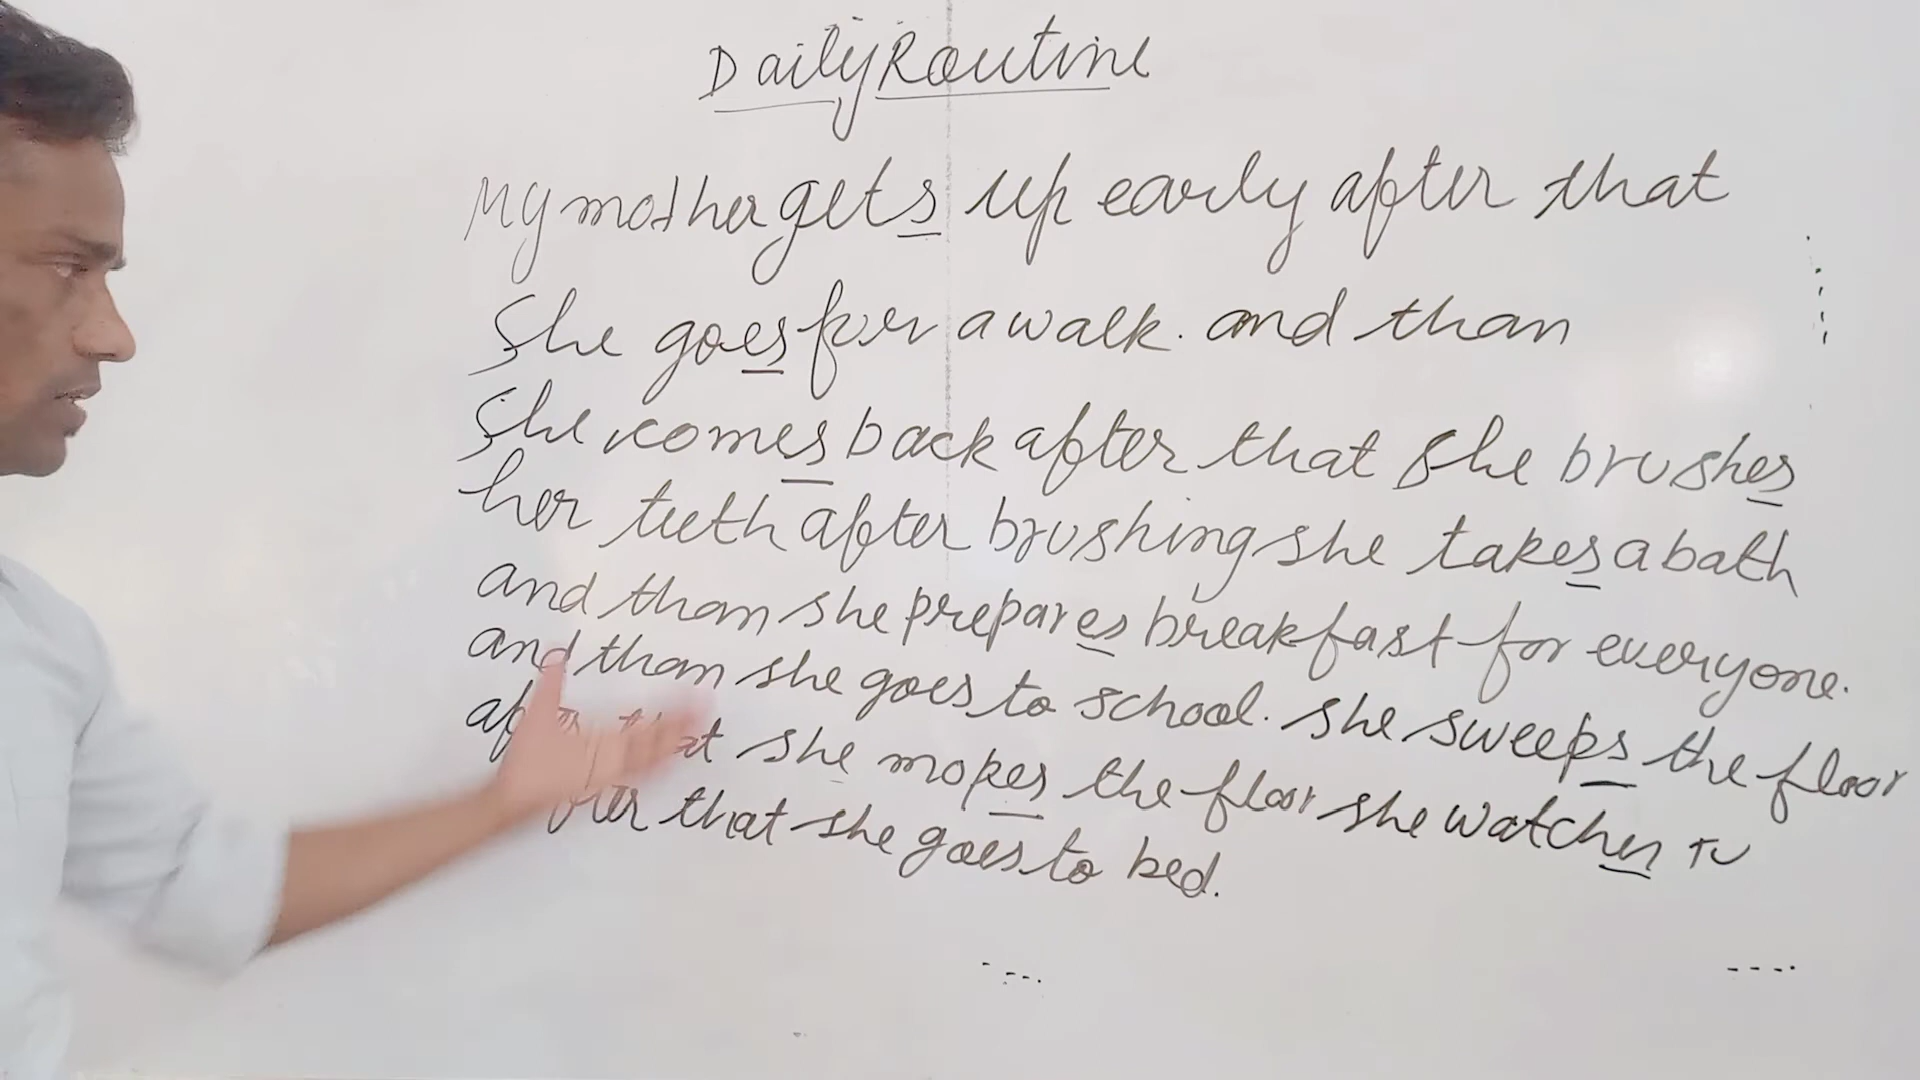 Daily Routine
My mother gets up early after that
She goes for a walk. and than
She comes back after that she brushes
her teeth after brushing she takes a bath
and than she prepares breakfast for everyone.
and than she goes to school. she sweeps the floor
she mopes the floor she watches TV
that she goes to bed.